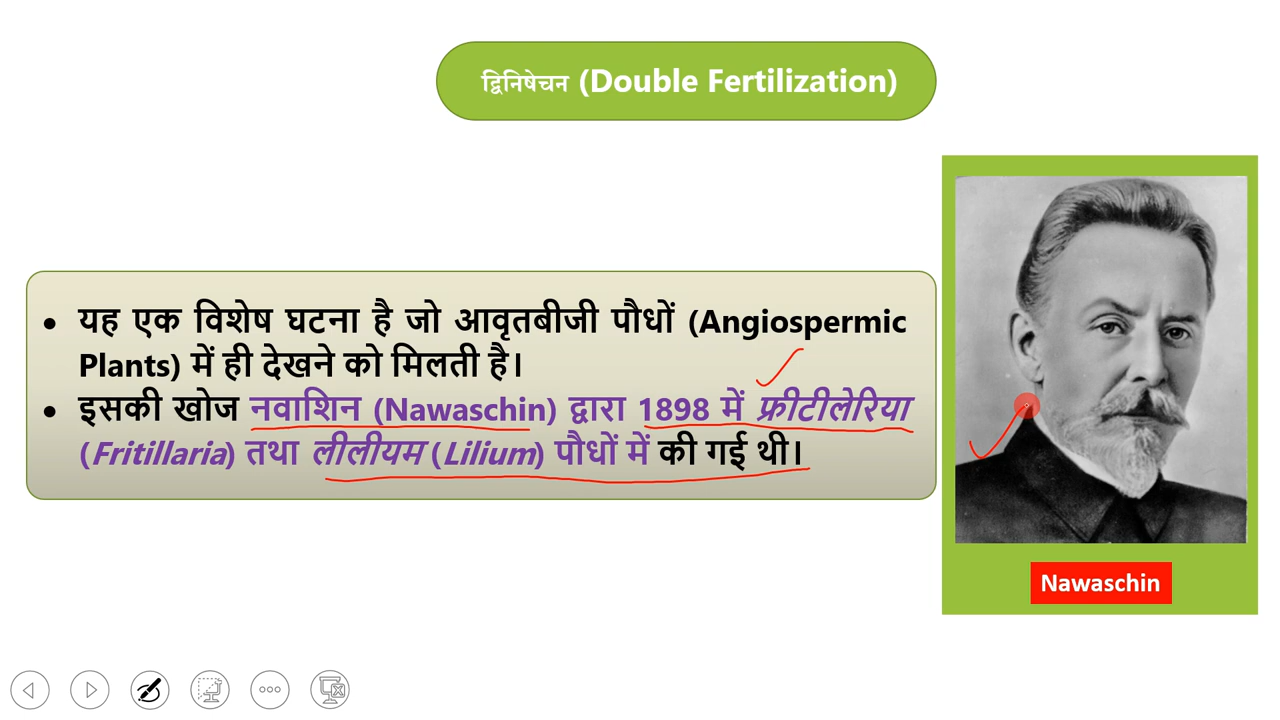 द्विनिषेचन (Double Fertilization)
• यह एक विशेष घटना है जो आवृतबीजी पौधों (Angiospermic
Plants) में ही देखने को मिलती है।
• इसकी खोज नवाशिन (Nawaschin) द्वारा 1898 में फ्रीटीलेरिया
(Fritillaria) तथा लीलीयम (Lilium) पौधों में की गई थी।
Nawaschin